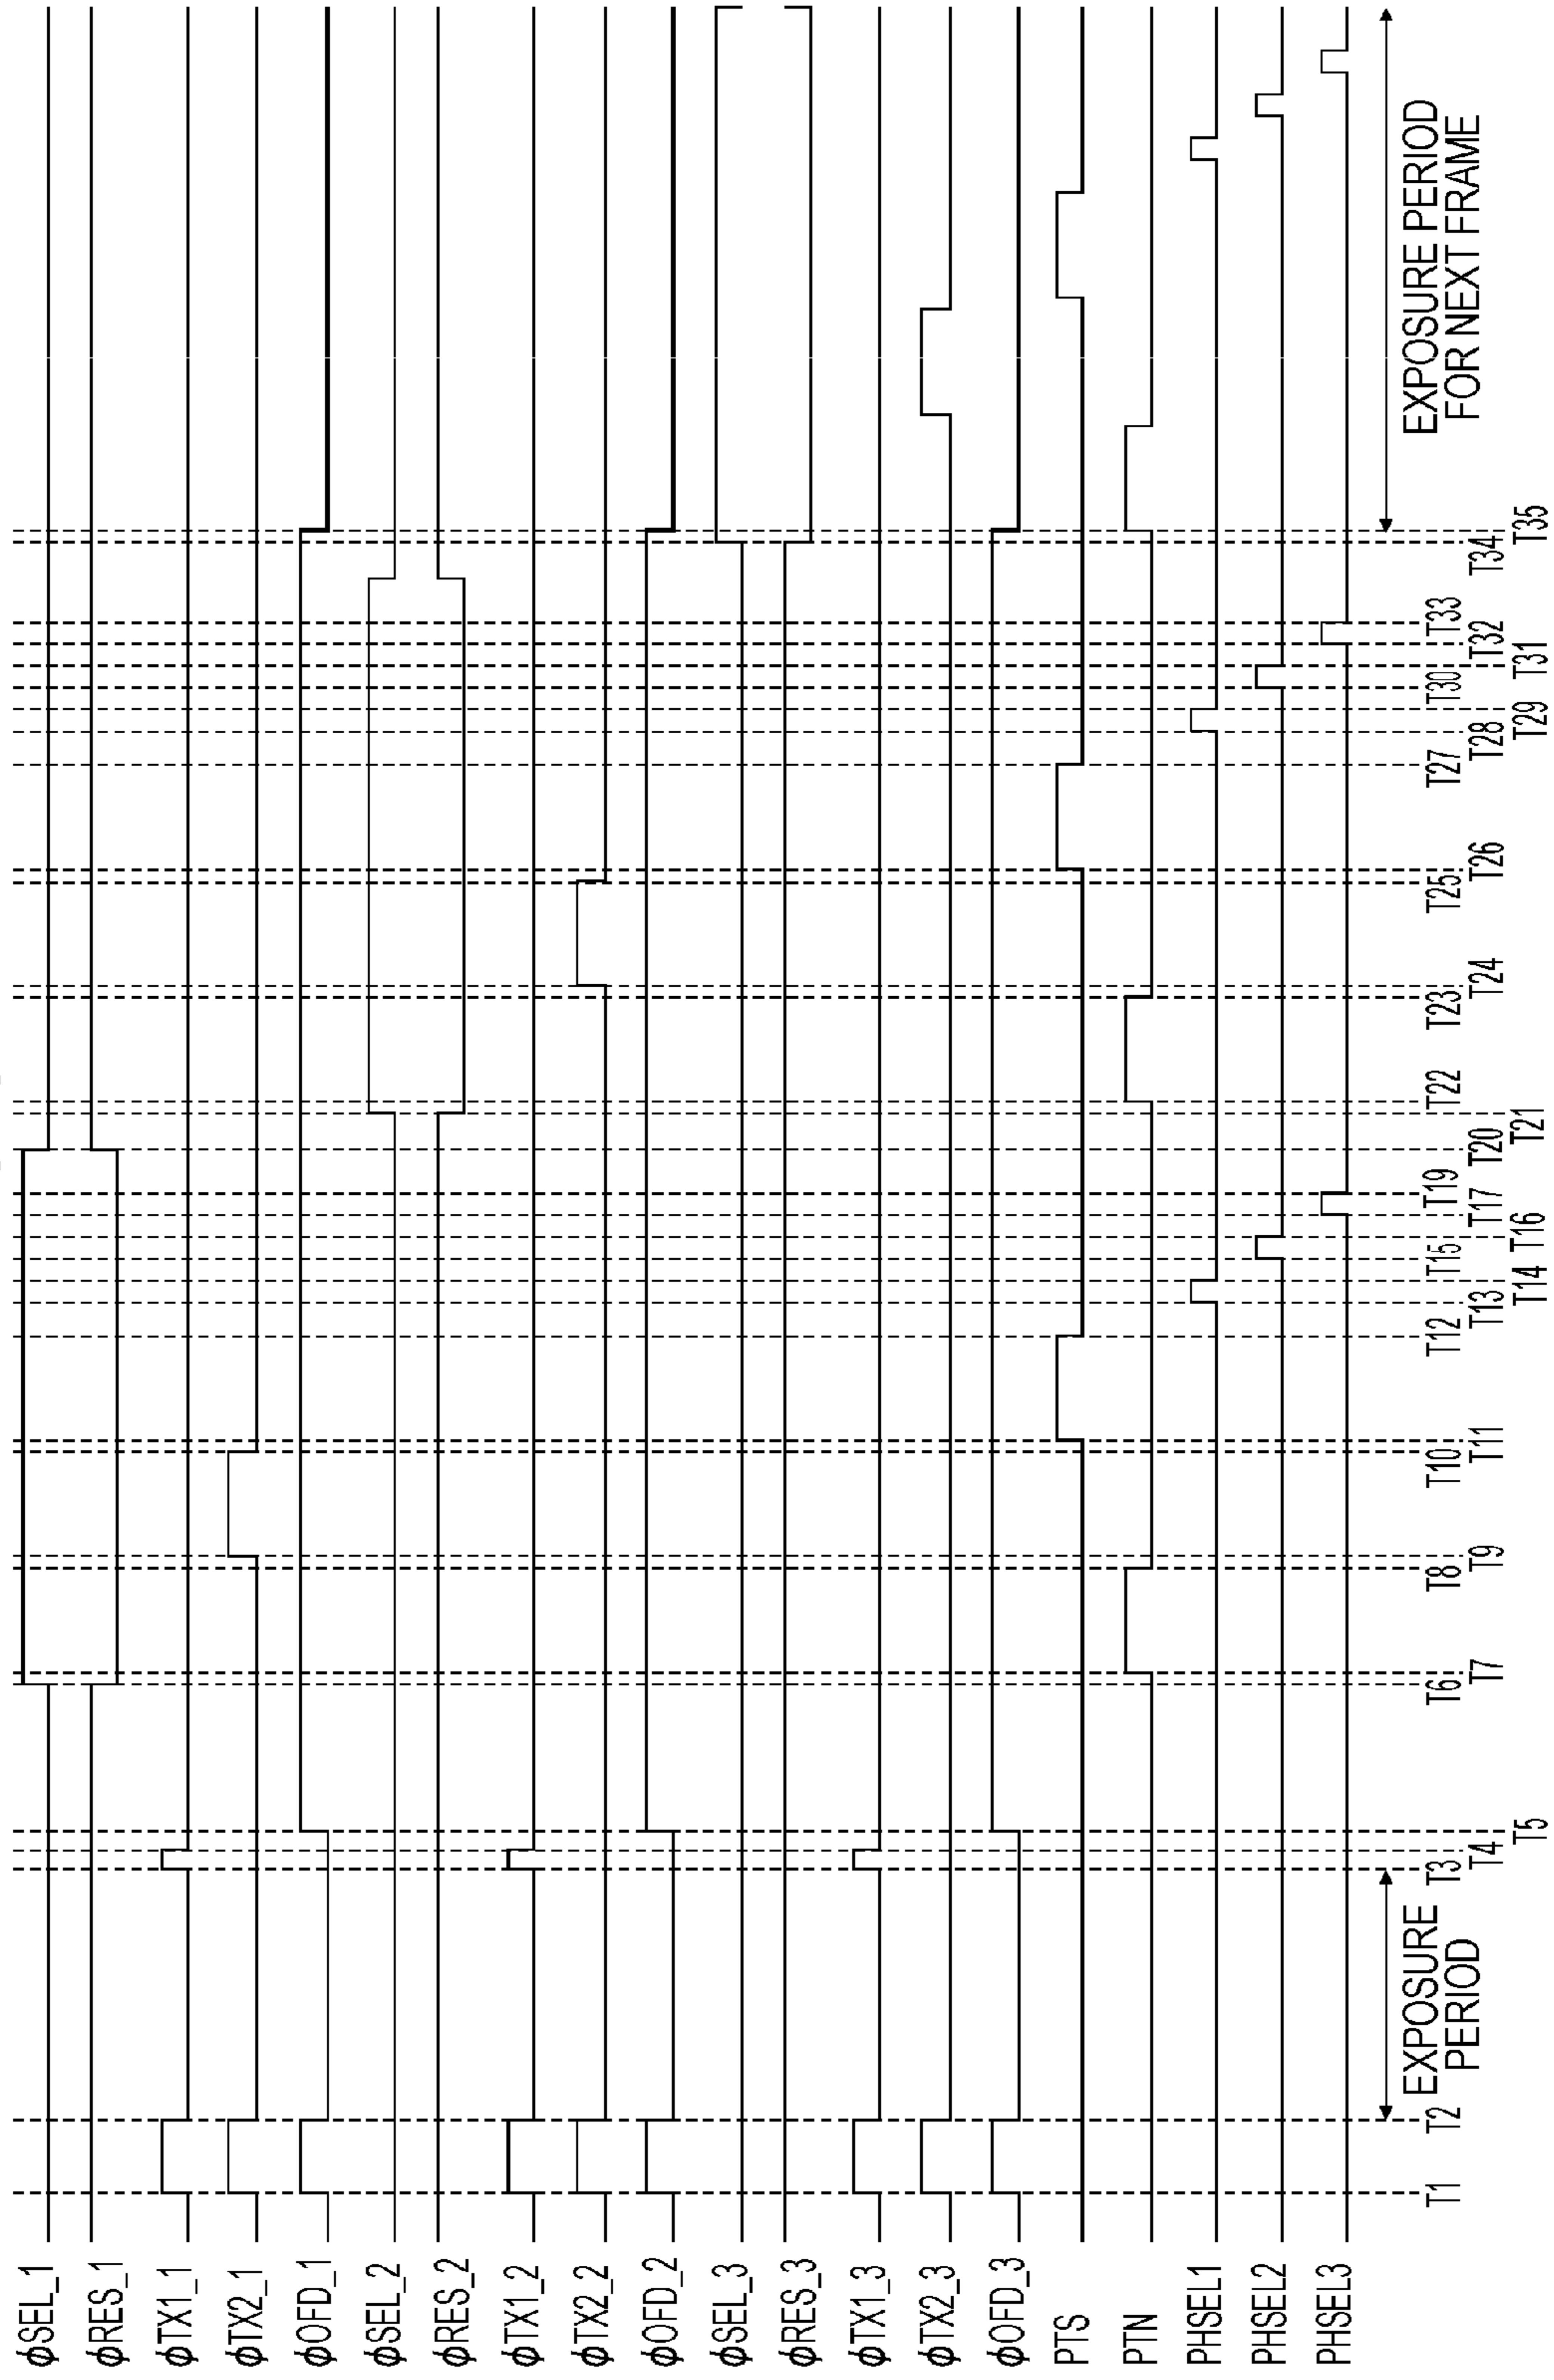 ϕSEL_1
ϕRES_1
ϕTX1_1
ϕTX2_1
ϕOFD_1
ϕSEL_2
ϕRES_2
ϕTX1_2
ϕTX2_2
ϕOFD_2
ϕSEL_3
ϕRES_3
ϕTX1_3
ϕTX2_3
ϕOFD_3
PTS
PTN
PHSEL1
PHSEL2
PHSEL3
EXPOSURE
PERIOD
EXPOSURE PERIOD
FOR NEXT FRAME
T1 T2 T3 T6 T8 T10 T12 T15 T19 T22 T23 T25 T27 T30 T33
T4 T7 T9 T11 T13 T17 T20 T24 T26 T28 T32 T34
T5 T14 T16 T21 T29 T31 T35